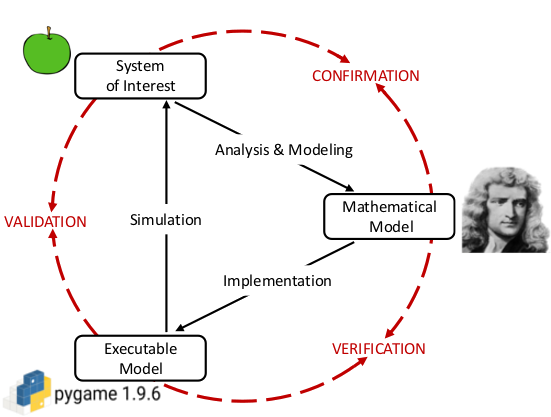 System
of Interest
CONFIRMATION
Analysis & Modeling
VALIDATION
Simulation
Mathematical
Model
Implementation
Executable
Model
VERIFICATION
pygame 1.9.6